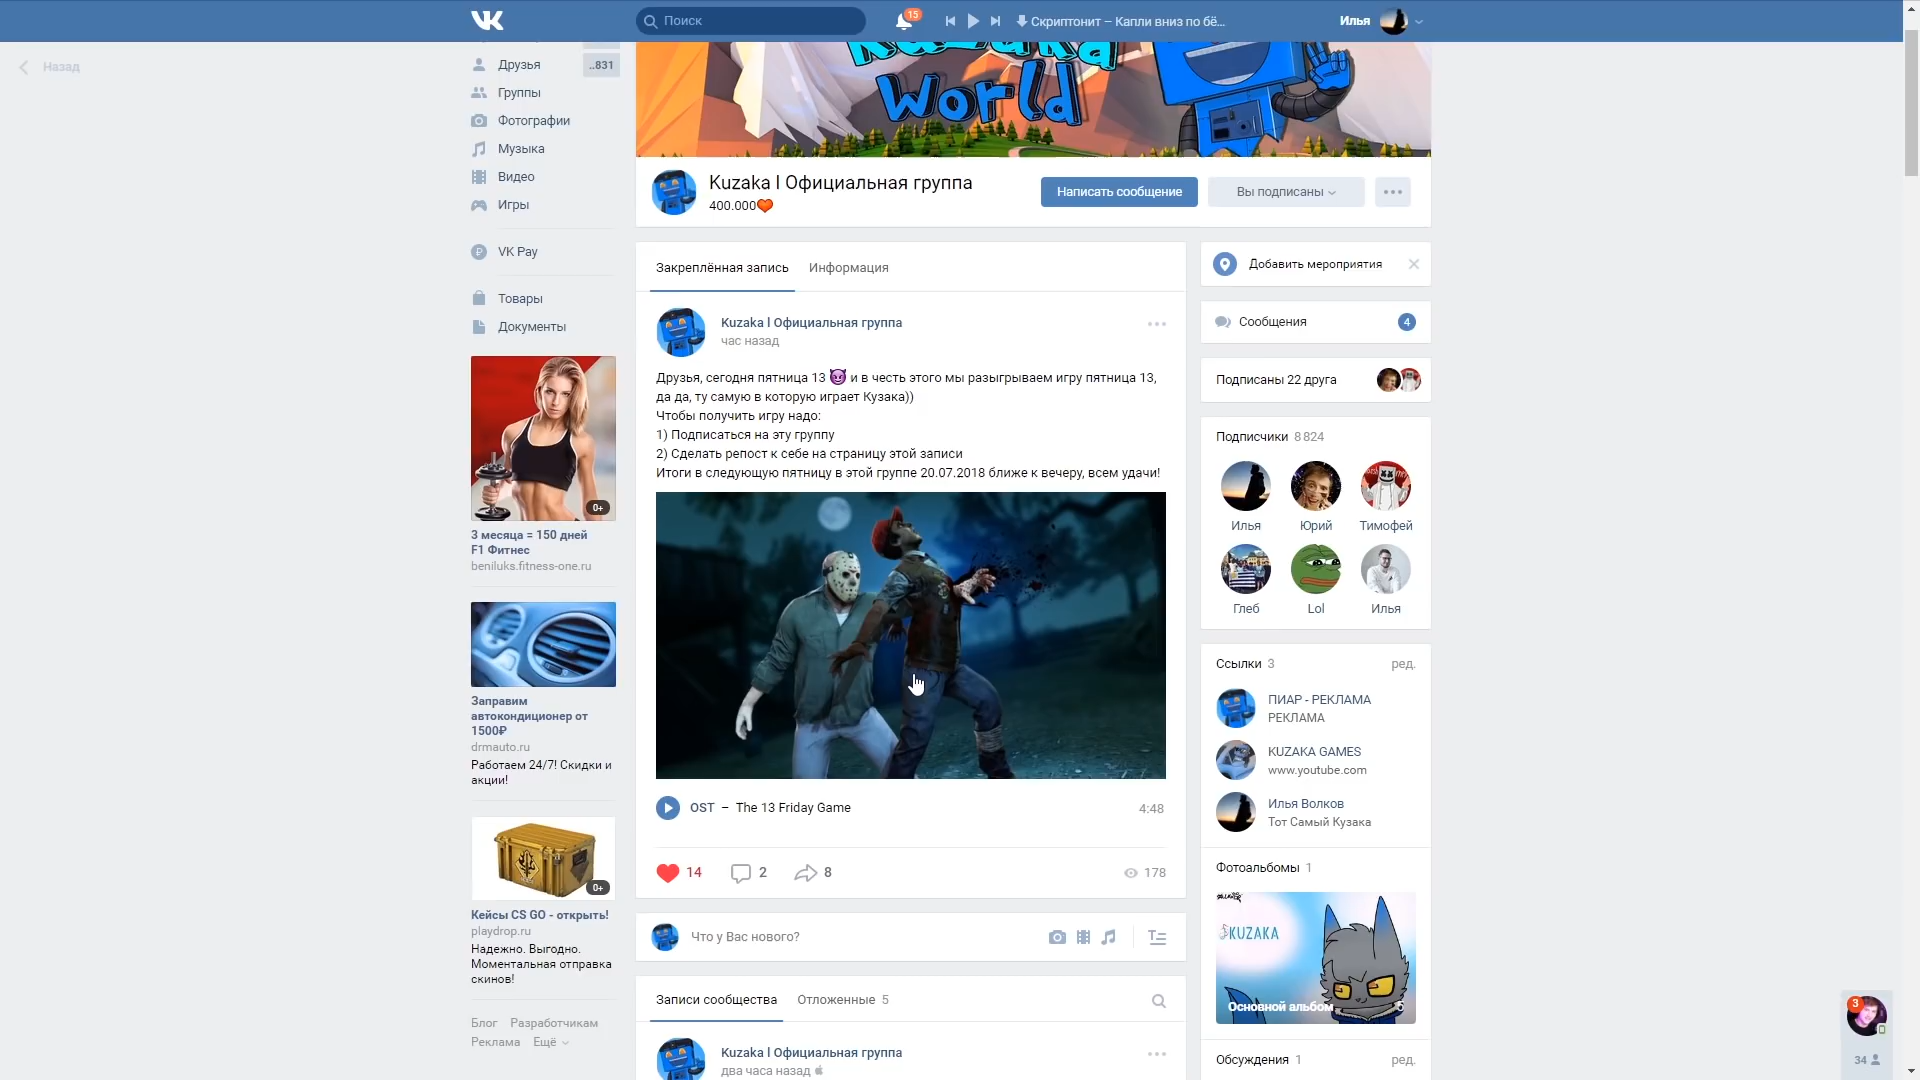 Поиск
15
Скриптонит – Капли вниз по бё...
Илья
Назад
Друзья
..831
Группы
Фотографии
Музыка
Видео
Игры
VK Pay
Товары
Документы
0+
3 месяца = 150 дней
F1 Фитнес
beniluks.fitness-one.ru
Заправим
автокондиционер от
1500₽
drmauto.ru
Работаем 24/7! Скидки и
акции!
0+
Кейсы CS GO - открыть!
playdrop.ru
Надежно. Выгодно.
Моментальная отправка
скинов!
Блог Разработчикам
Реклама Ещё
Kuzaka
World
Kuzaka l Официальная группа
400.000🧡
Написать сообщение
Вы подписаны
Закреплённая запись Информация
Kuzaka l Официальная группа
час назад
Друзья, сегодня пятница 13 😈 и в честь этого мы разыгрываем игру пятница 13,
да да, ту самую в которую играет Кузака))
Чтобы получить игру надо:
1) Подписаться на эту группу
2) Сделать репост к себе на страницу этой записи
Итоги в следующую пятницу в этой группе 20.07.2018 ближе к вечеру, всем удачи!
OST – The 13 Friday Game 4:48
14 2 8 178
Что у Вас нового?
Записи сообщества Отложенные 5
Kuzaka l Официальная группа
два часа назад
Добавить мероприятия
Сообщения 4
Подписаны 22 друга
Подписчики 8 824
Илья Юрий Тимофей
Глеб Lol Илья
Ссылки 3 ред.
ПИАР - РЕКЛАМА
РЕКЛАМА
KUZAKA GAMES
www.youtube.com
Илья Волков
Тот Самый Кузака
Фотоальбомы 1
KUZAKA
Основной альбом 5
Обсуждения 1 ред.
3
34